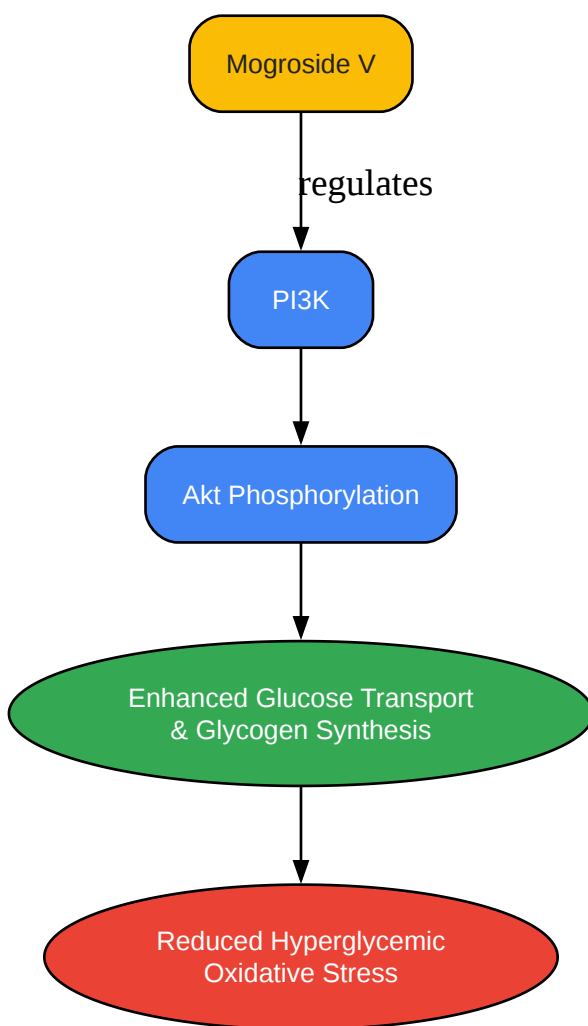 Mogroside V
regulates
PI3K
Akt Phosphorylation
Enhanced Glucose Transport
& Glycogen Synthesis
Reduced Hyperglycemic
Oxidative Stress